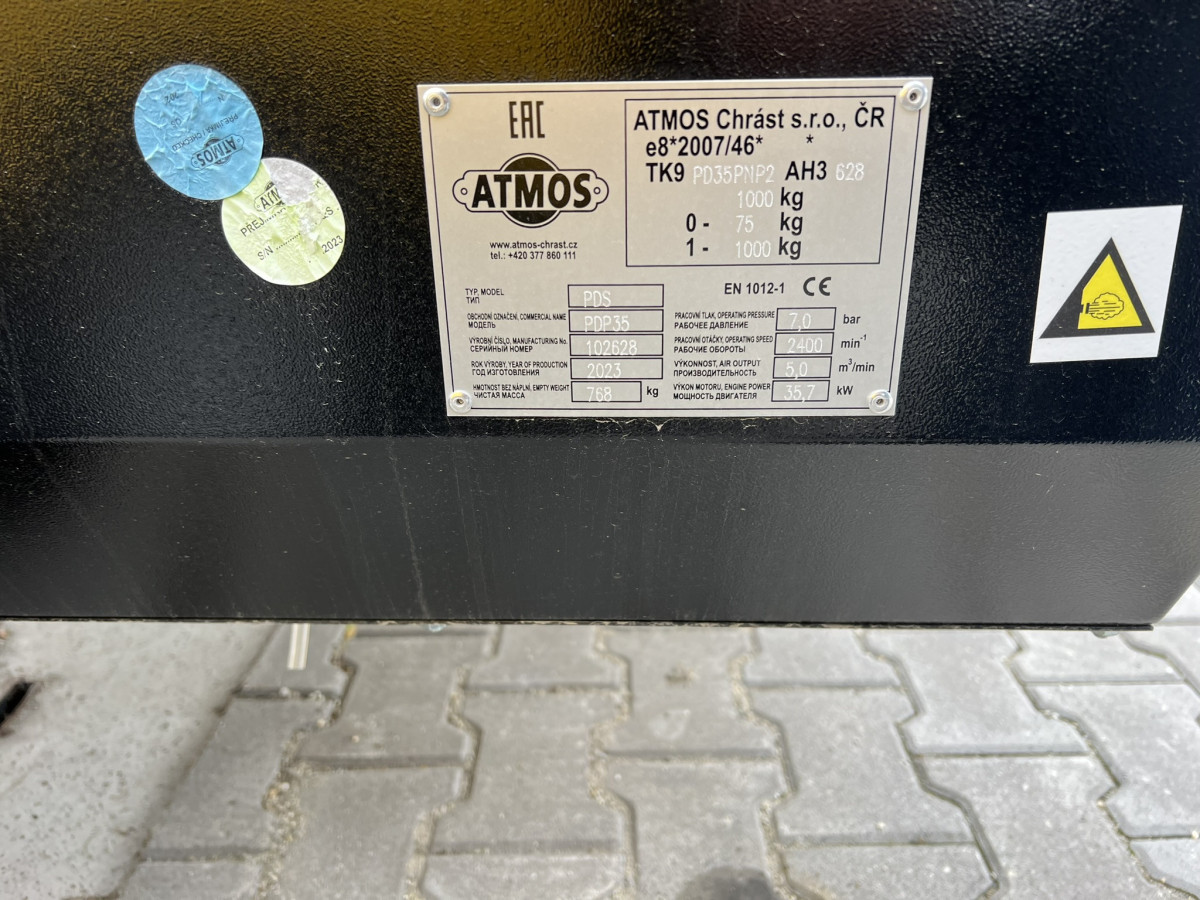 ATMOS
PREJÍMKA / CHECKED
PREJ
S/N
2023
EAC
ATMOS
www.atmos-chrast.cz
tel.: +420 377 860 111
ATMOS Chrást s.r.o., ČR
e8*2007/46* *
TK9 PD35PNP2 AH3 628
1000 kg
0 - 75 kg
1 - 1000 kg
EN 1012-1 CE
TYP, MODEL
ТИП
PDS
OBCHODNÍ OZNAČENÍ, COMMERCIAL NAME
МОДЕЛЬ
PDP35
VÝROBNÍ ČÍSLO, MANUFACTURING No.
СЕРИЙНЫЙ НОМЕР
102628
ROK VÝROBY, YEAR OF PRODUCTION
ГОД ИЗГОТОВЛЕНИЯ
2023
HMOTNOST BEZ NÁPLNÍ, EMPTY WEIGHT
ЧИСТАЯ МАССА
768 kg
PRACOVNÍ TLAK, OPERATING PRESSURE
РАБОЧЕЕ ДАВЛЕНИЕ
7,0 bar
PRACOVNÍ OTÁČKY, OPERATING SPEED
РАБОЧИЕ ОБОРОТЫ
2400 min-1
VÝKONNOST, AIR OUTPUT
ПРОИЗВОДИТЕЛЬНОСТЬ
5,0 m³/min
VÝKON MOTORU, ENGINE POWER
МОЩНОСТЬ ДВИГАТЕЛЯ
35,7 kW